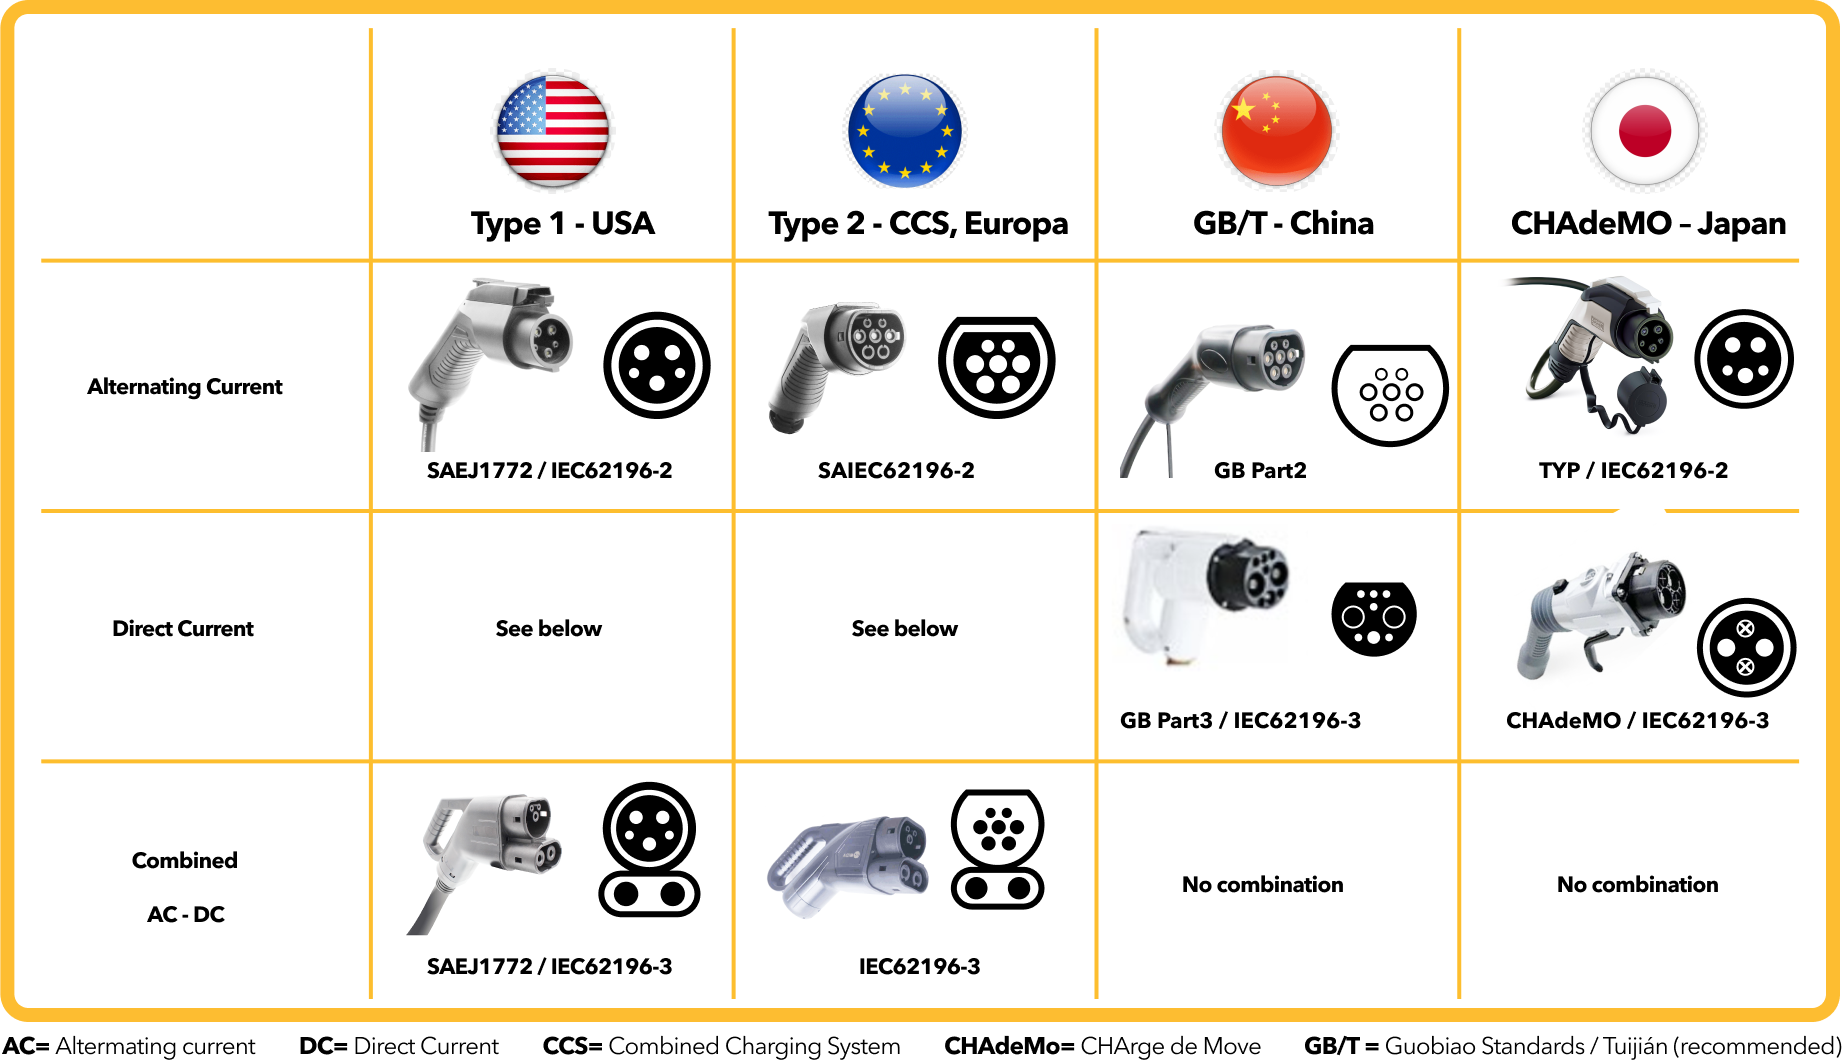 Type 1 - USA
Type 2 - CCS, Europa
GB/T - China
CHAdeMO – Japan
Alternating Current
SAEJ1772 / IEC62196-2
SAIEC62196-2
GB Part2
TYP / IEC62196-2
Direct Current
See below
See below
GB Part3 / IEC62196-3
CHAdeMO / IEC62196-3
Combined
AC - DC
SAEJ1772 / IEC62196-3
IEC62196-3
No combination
No combination
AC= Altermating current
DC= Direct Current
CCS= Combined Charging System
CHAdeMo= CHArge de Move
GB/T = Guobiao Standards / Tuijián (recommended)